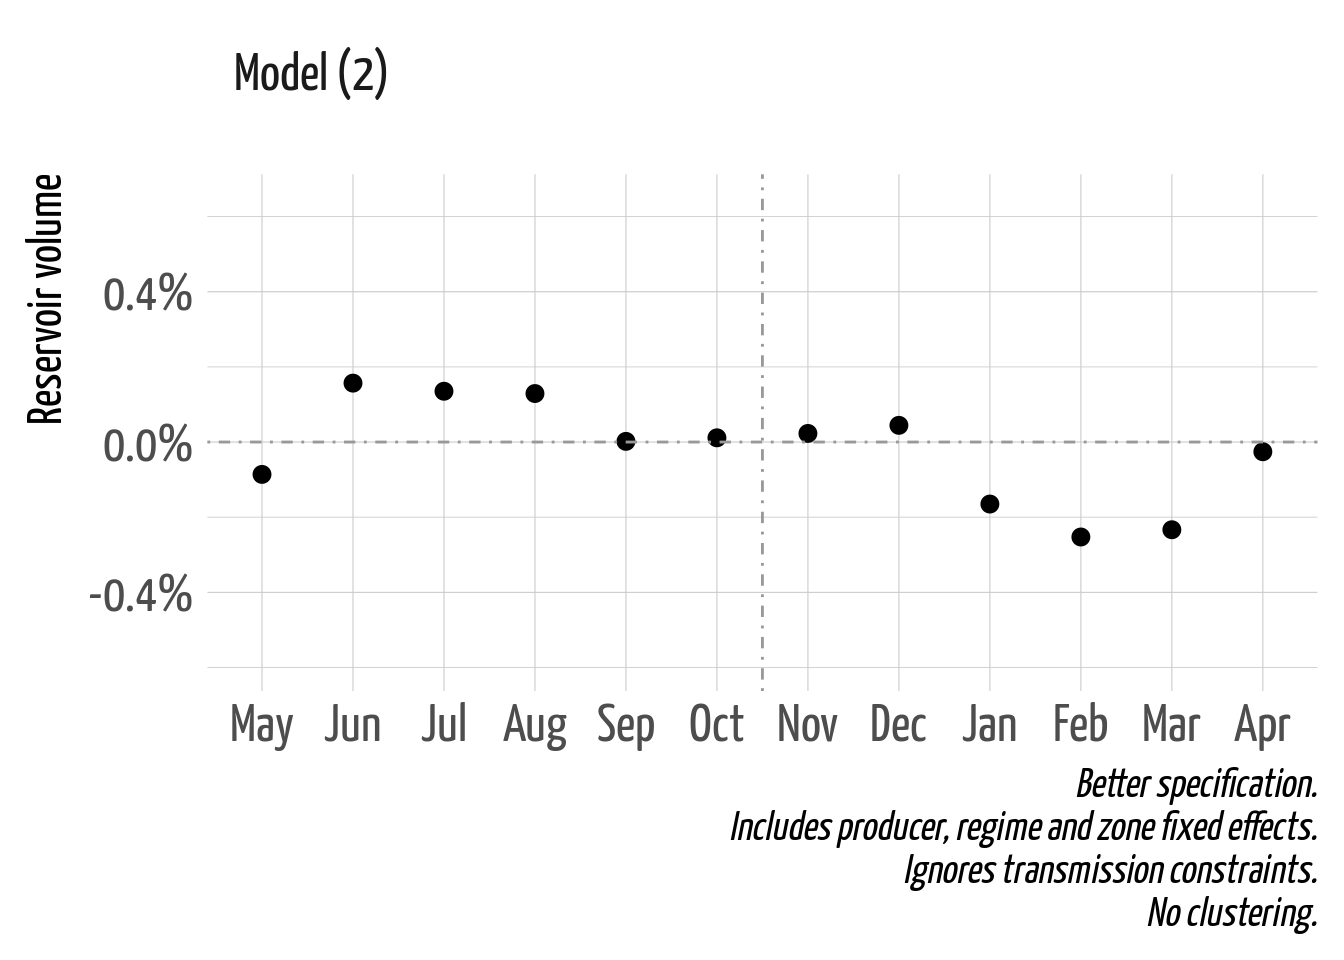 Model (2)
Reservoir volume
0.4%
0.0%
-0.4%
May Jun Jul Aug Sep Oct Nov Dec Jan Feb Mar Apr
Better specification.
Includes producer, regime and zone fixed effects.
Ignores transmission constraints.
No clustering.